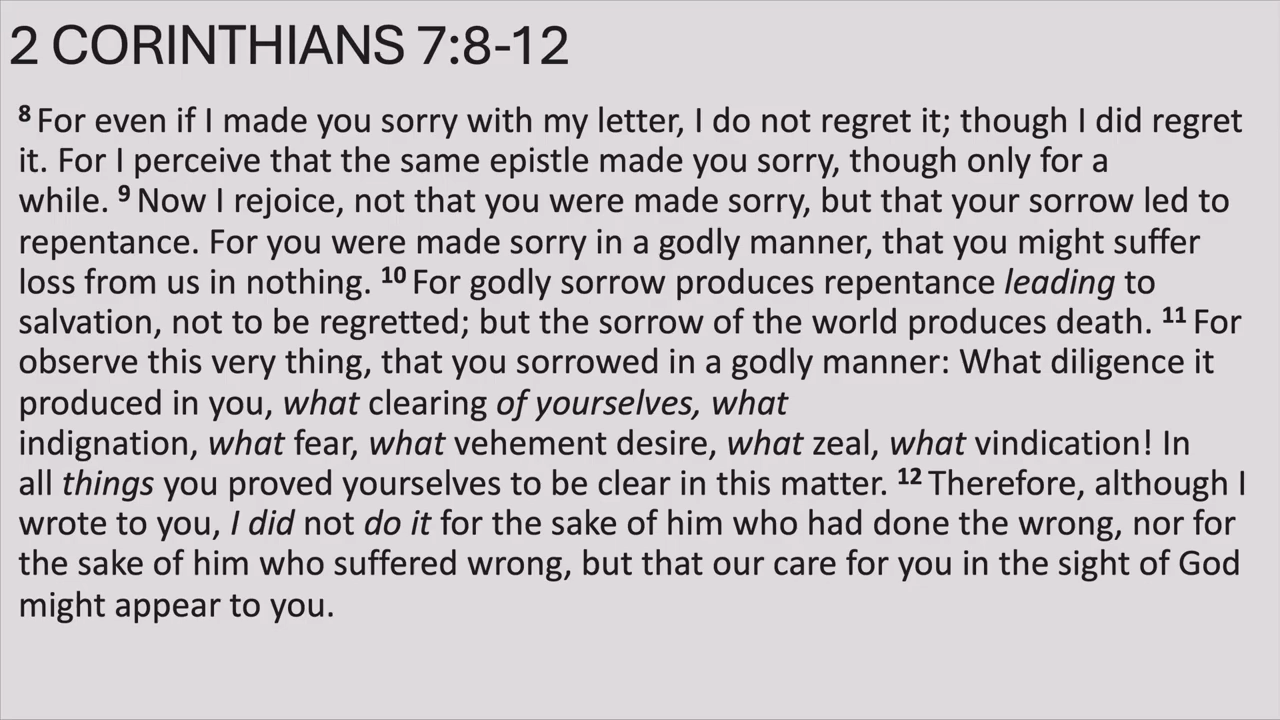 2 CORINTHIANS 7:8-12
8 For even if I made you sorry with my letter, I do not regret it; though I did regret
it. For I perceive that the same epistle made you sorry, though only for a
while. 9 Now I rejoice, not that you were made sorry, but that your sorrow led to
repentance. For you were made sorry in a godly manner, that you might suffer
loss from us in nothing. 10 For godly sorrow produces repentance leading to
salvation, not to be regretted; but the sorrow of the world produces death. 11 For
observe this very thing, that you sorrowed in a godly manner: What diligence it
produced in you, what clearing of yourselves, what
indignation, what fear, what vehement desire, what zeal, what vindication! In
all things you proved yourselves to be clear in this matter. 12 Therefore, although I
wrote to you, I did not do it for the sake of him who had done the wrong, nor for
the sake of him who suffered wrong, but that our care for you in the sight of God
might appear to you.